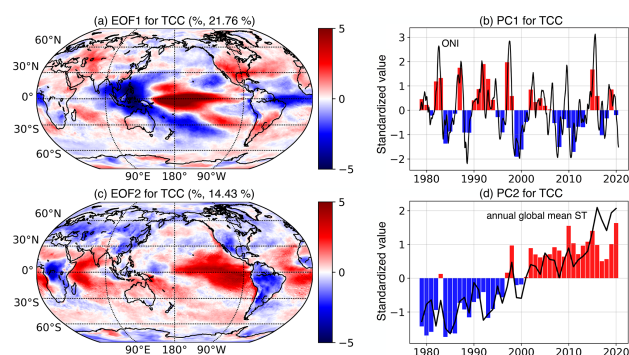 (a) EOF1 for TCC (%, 21.76 %)
60°N
30°N
0°
30°S
60°S
90°E 180° 90°W
5
0
−5
(b) PC1 for TCC
ONI
Standardized value
3
2
1
0
−1
−2
1980 1990 2000 2010 2020
(c) EOF2 for TCC (%, 14.43 %)
60°N
30°N
0°
30°S
60°S
90°E 180° 90°W
5
0
−5
(d) PC2 for TCC
annual global mean ST
Standardized value
2
1
0
−1
1980 1990 2000 2010 2020